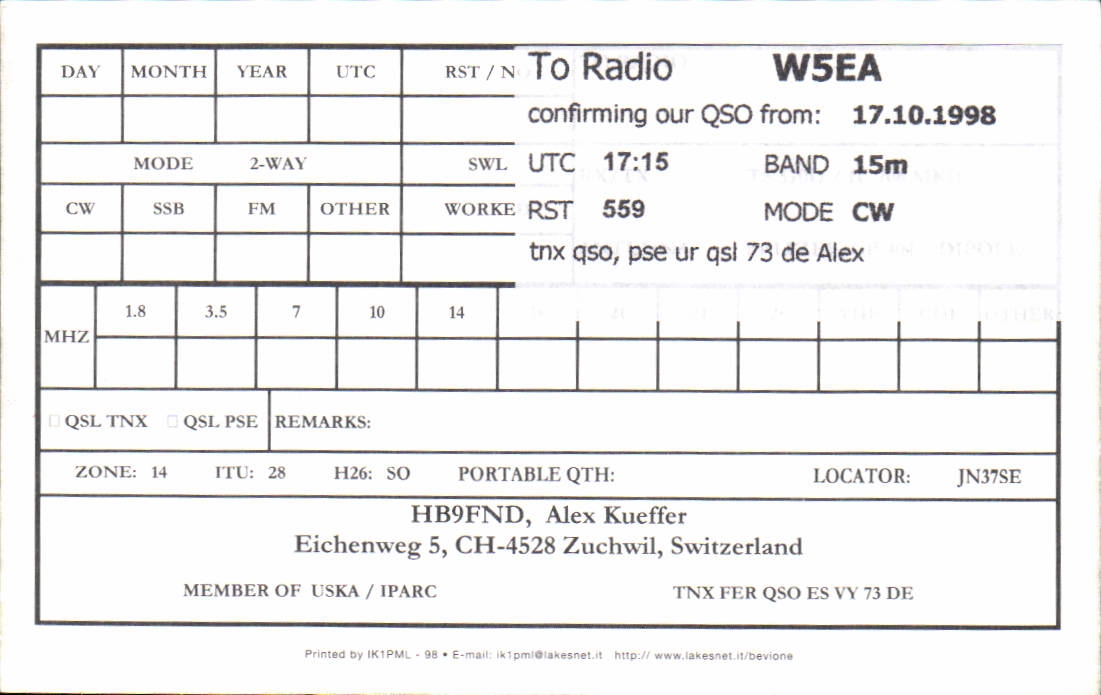 DAY MONTH YEAR UTC RST / N To Radio W5EA
confirming our QSO from: 17.10.1998
MODE 2-WAY SWL UTC 17:15 BAND 15m
CW SSB FM OTHER WORKE RST 559 MODE CW
tnx qso, pse ur qsl 73 de Alex
MHZ 1.8 3.5 7 10 14 OTHER
QSL TNX QSL PSE REMARKS:
ZONE: 14 ITU: 28 H26: SO PORTABLE QTH: LOCATOR: JN37SE
HB9FND, Alex Kueffer
Eichenweg 5, CH-4528 Zuchwil, Switzerland
MEMBER OF USKA / IPARC TNX FER QSO ES VY 73 DE
Printed by IK1PML - 98 • E-mail: ik1pml@lakesnet.it http:// www.lakesnet.it/bevione